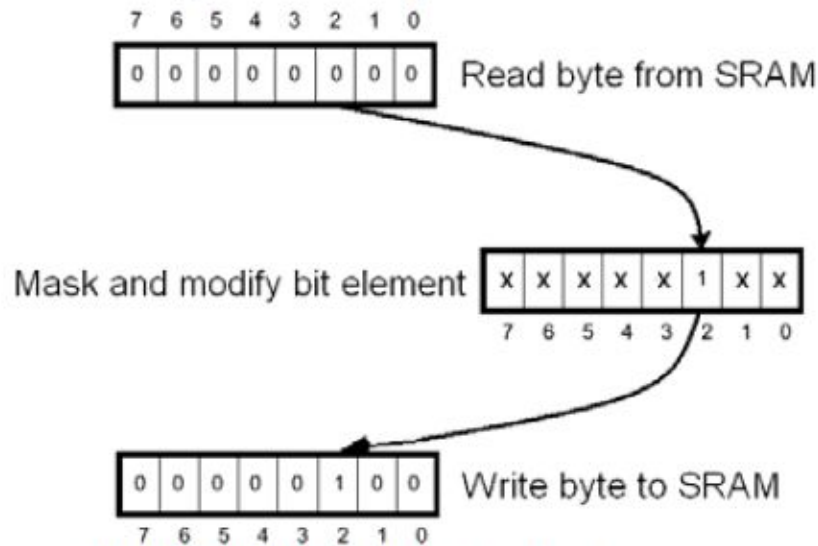 7 6 5 4 3 2 1 0
0 0 0 0 0 0 0 0 Read byte from SRAM
Mask and modify bit element x x x x x 1 x x
7 6 5 4 3 2 1 0
0 0 0 0 0 1 0 0 Write byte to SRAM
7 6 5 4 3 2 1 0